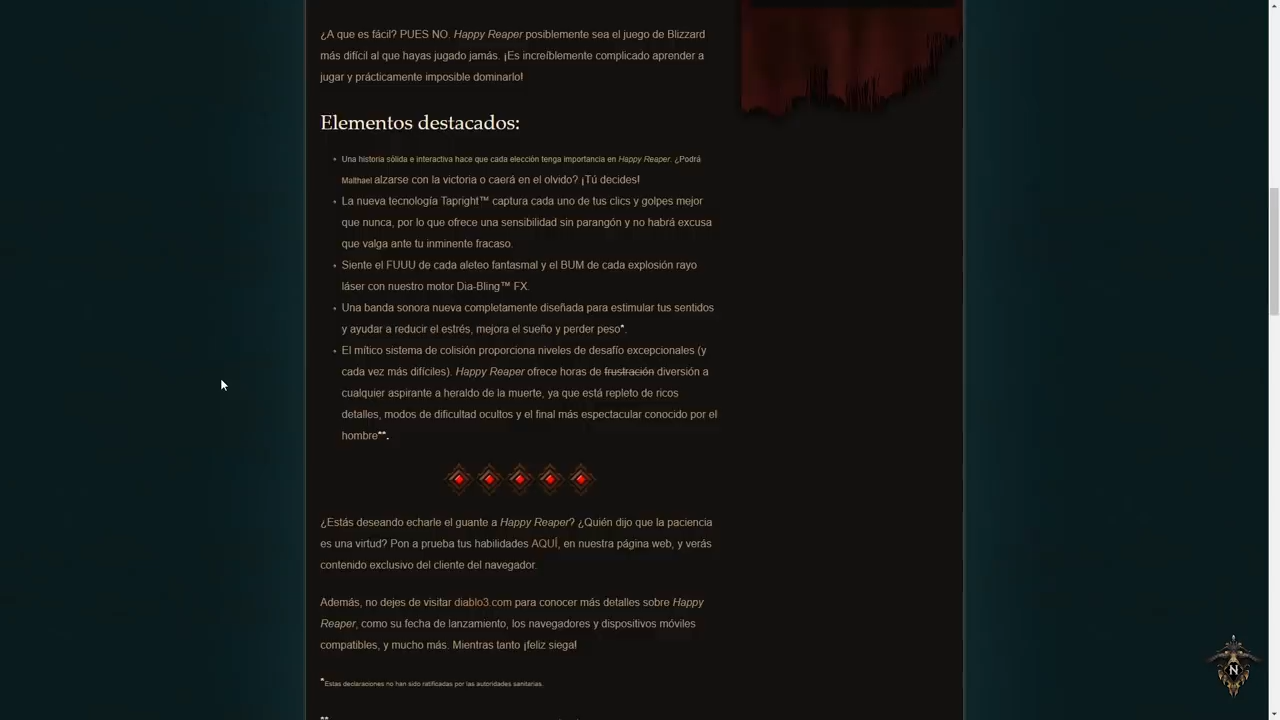 ¿A que es fácil? PUES NO. Happy Reaper posiblemente sea el juego de Blizzard
más difícil al que hayas jugado jamás. ¡Es increíblemente complicado aprender a
jugar y prácticamente imposible dominarlo!
Elementos destacados:
Una historia sólida e interactiva hace que cada elección tenga importancia en Happy Reaper. ¿Podrá
Malthael alzarse con la victoria o caerá en el olvido? ¡Tú decides!
La nueva tecnología Tapright™ captura cada uno de tus clics y golpes mejor
que nunca, por lo que ofrece una sensibilidad sin parangón y no habrá excusa
que valga ante tu inminente fracaso.
Siente el FUUU de cada aleteo fantasmal y el BUM de cada explosión rayo
láser con nuestro motor Dia-Bling™ FX.
Una banda sonora nueva completamente diseñada para estimular tus sentidos
y ayudar a reducir el estrés, mejora el sueño y perder peso*.
El mítico sistema de colisión proporciona niveles de desafío excepcionales (y
cada vez más difíciles). Happy Reaper ofrece horas de frustración diversión a
cualquier aspirante a heraldo de la muerte, ya que está repleto de ricos
detalles, modos de dificultad ocultos y el final más espectacular conocido por el
hombre**.
¿Estás deseando echarle el guante a Happy Reaper? ¿Quién dijo que la paciencia
es una virtud? Pon a prueba tus habilidades AQUÍ, en nuestra página web, y verás
contenido exclusivo del cliente del navegador.
Además, no dejes de visitar diablo3.com para conocer más detalles sobre Happy
Reaper, como su fecha de lanzamiento, los navegadores y dispositivos móviles
compatibles, y mucho más. Mientras tanto ¡feliz siega!
*Estas declaraciones no han sido ratificadas por las autoridades sanitarias.
**
N